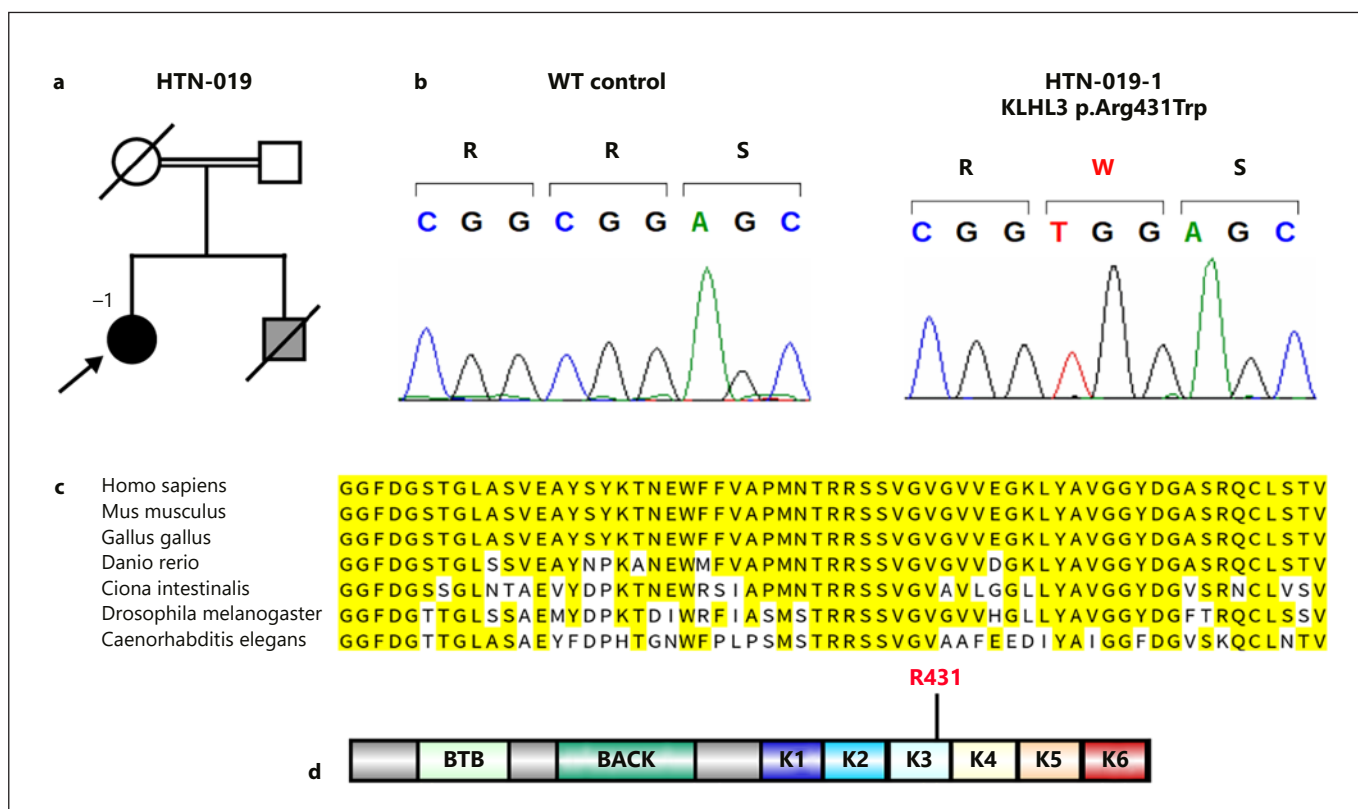 a HTN-019
b WT control
HTN-019-1
KLHL3 p.Arg431Trp
–1
R R S
C G G C G G A G C
R W S
C G G T G G A G C
c Homo sapiens GGFDGSTGLASVEAYSYKTNEWFFVAPMNTRRSSVGVGVVEGKLYAVGGYDGASRQCLSTV
Mus musculus GGFDGSTGLASVEAYSYKTNEWFFVAPMNTRRSSVGVGVVEGKLYAVGGYDGASRQCLSTV
Gallus gallus GGFDGSTGLASVEAYSYKTNEWFFVAPMNTRRSSVGVGVVEGKLYAVGGYDGASRQCLSTV
Danio rerio GGFDGSTGLSSVEAYNPKANEWMFVAPMNTRRSSVGVGVVDGKLYAVGGYDGASRQCLSTV
Ciona intestinalis GGFDGSSGLNTAEVYDPKTNEWRSIAPMNTRRSSVGVAVLGGLLYAVGGYDGVSRNCLVSV
Drosophila melanogaster GGFDGTTGLSSAEMYDPKTDIWRFIASMSTRRSSVGVGVVHGLLYAVGGYDGFTRQCLSSV
Caenorhabditis elegans GGFDGTTGLASAEYFDPHTGNWFPLPSMSTRRSSVGVAAFEEDIYAIGGFDGVSKQCLNTV
R431
d BTB BACK K1 K2 K3 K4 K5 K6